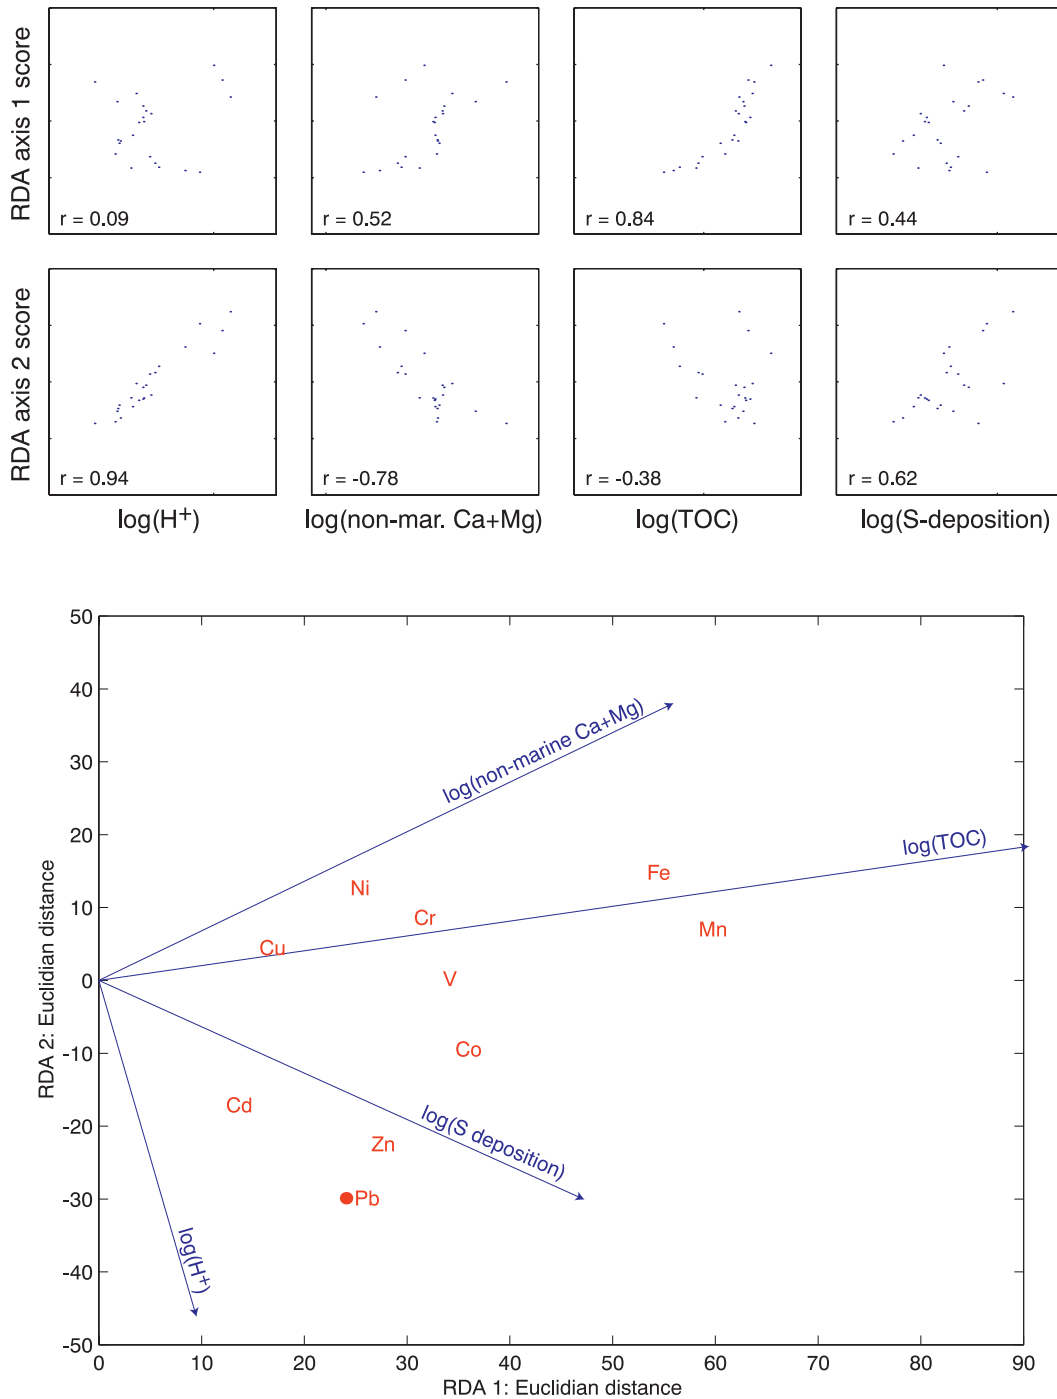 RDA axis 1 score
r = 0.09
r = 0.52
r = 0.84
r = 0.44
RDA axis 2 score
r = 0.94
r = -0.78
r = -0.38
r = 0.62
log(H+)
log(non-mar. Ca+Mg)
log(TOC)
log(S-deposition)
50
40
30
20
10
0
-10
-20
-30
-40
-50
RDA 2: Euclidian distance
log(non-marine Ca+Mg)
log(TOC)
Fe
Ni
Cr
Mn
Cu
V
Co
Cd
log(S deposition)
Zn
Pb
log(H+)
0 10 20 30 40 50 60 70 80 90
RDA 1: Euclidian distance